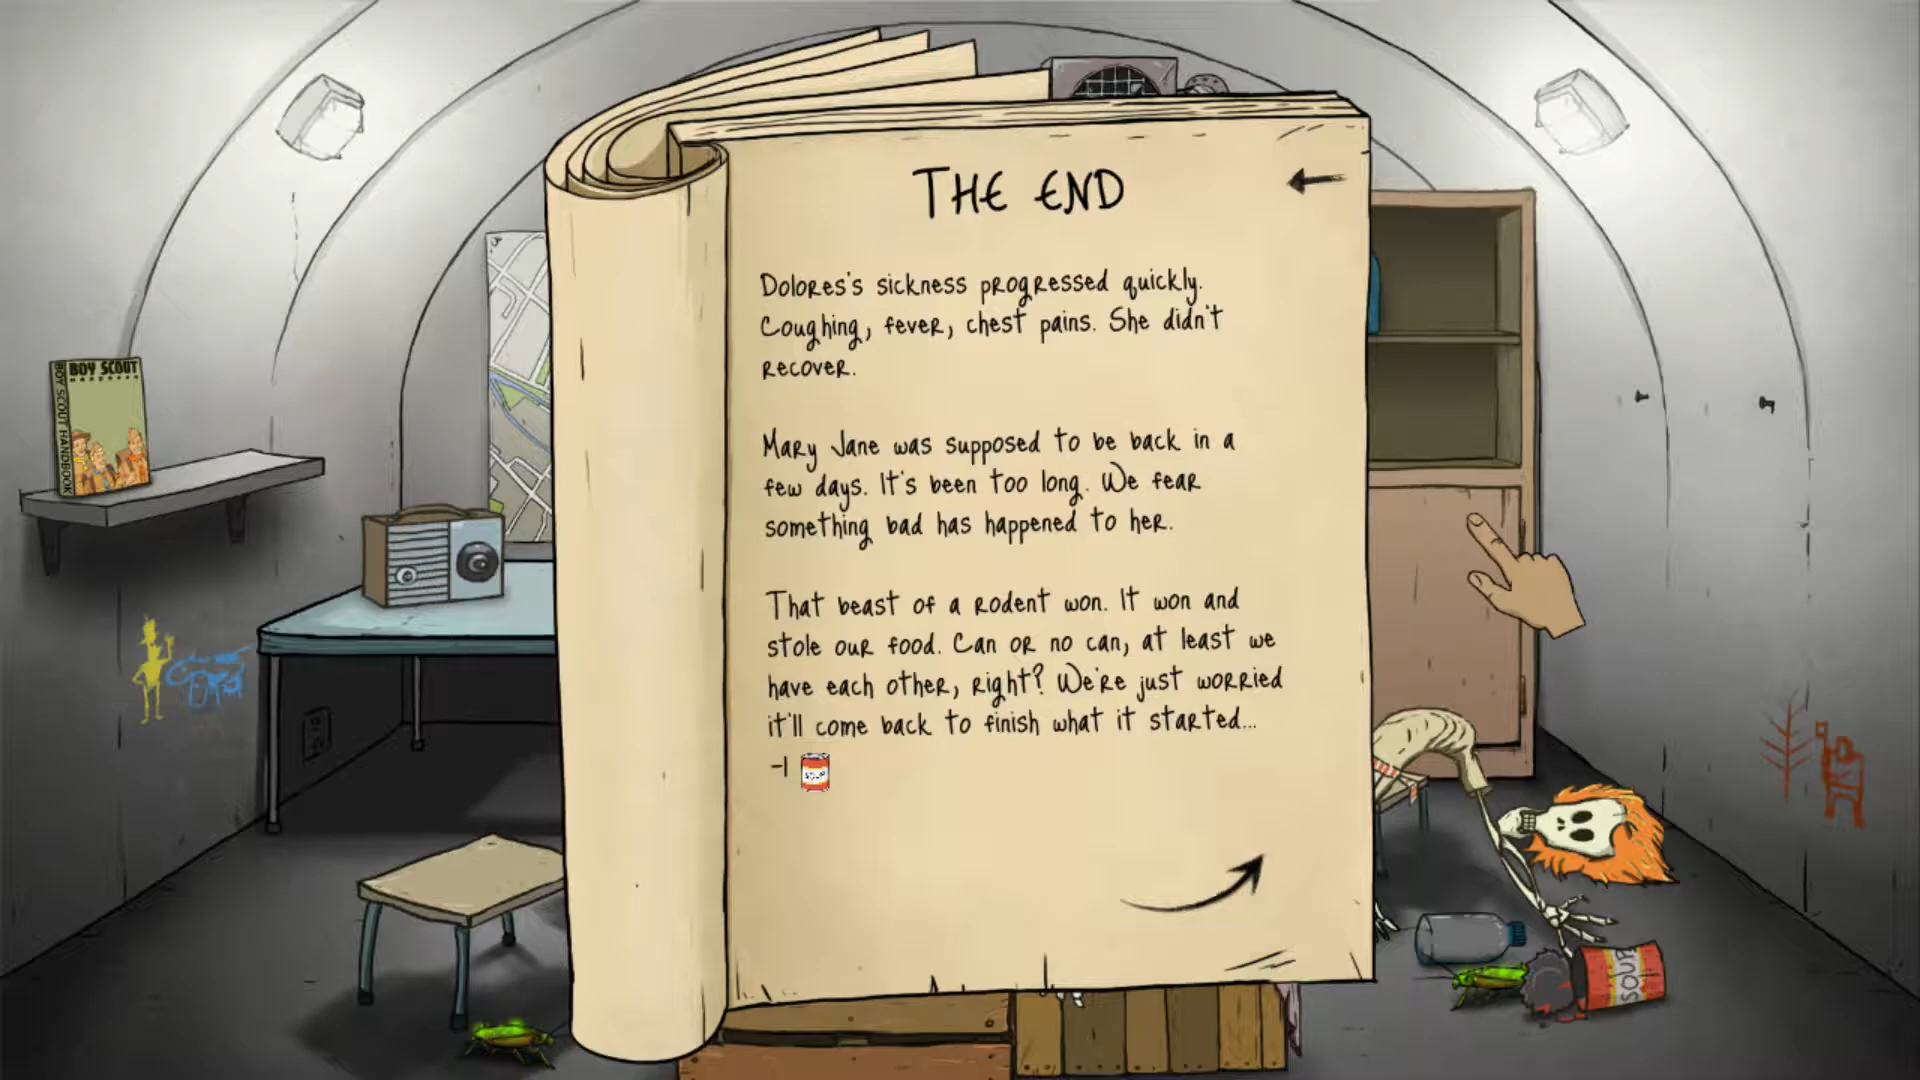 THE END
Dolores's sickness progressed quickly.
Coughing, fever, chest pains. She didn't
recover.
Mary Jane was supposed to be back in a
few days. It's been too long. We fear
something bad has happened to her.
That beast of a rodent won. It won and
stole our food. Can or no can, at least we
have each other, right? We're just worried
it'll come back to finish what it started...
-1
SOUP
BOY SCOUT
BOY SCOUT HANDBOOK
SOUP